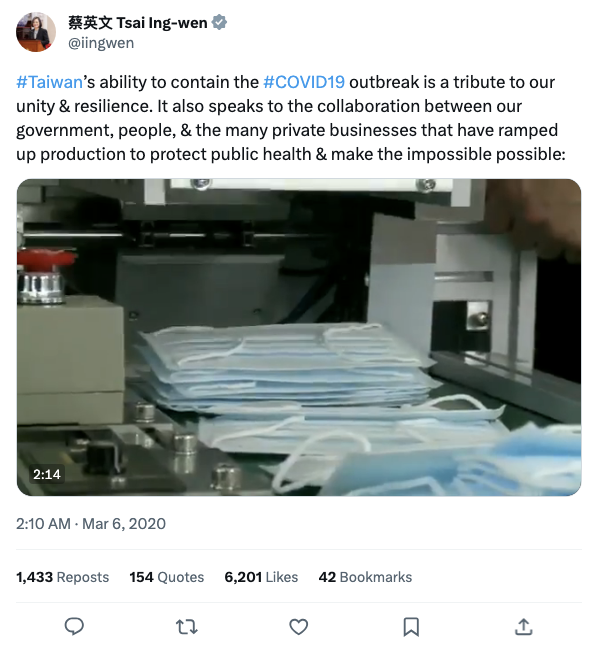 蔡英文 Tsai Ing-wen
@iingwen
#Taiwan’s ability to contain the #COVID19 outbreak is a tribute to our
unity & resilience. It also speaks to the collaboration between our
government, people, & the many private businesses that have ramped
up production to protect public health & make the impossible possible:
2:14
2:10 AM · Mar 6, 2020
1,433 Reposts 154 Quotes 6,201 Likes 42 Bookmarks